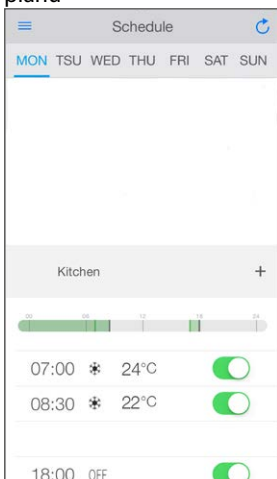 Schedule
MON TSU WED THU FRI SAT SUN
Kitchen +
00 06 12 18 24
07:00 24°C
08:30 22°C
18:00 OFF